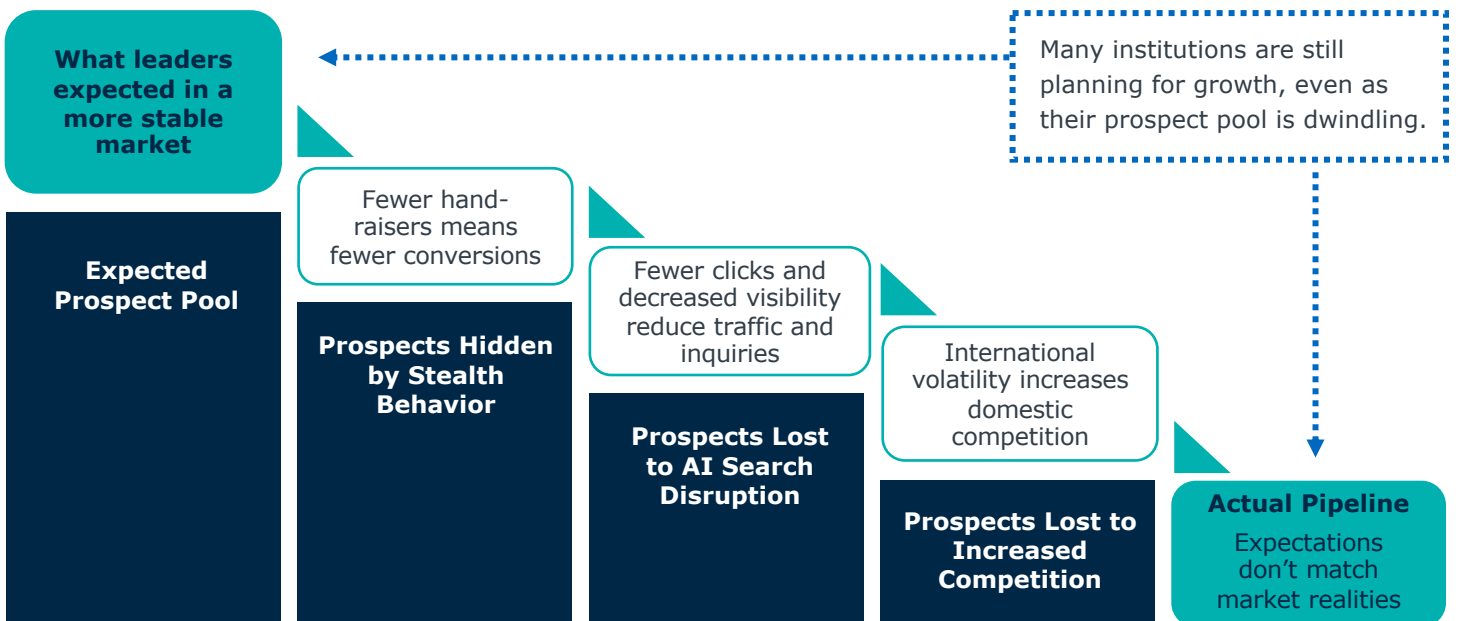 What leaders
expected in a
more stable
market
Many institutions are still
planning for growth, even as
their prospect pool is dwindling.
Expected
Prospect Pool
Fewer hand-
raisers means
fewer conversions
Prospects Hidden
by Stealth
Behavior
Fewer clicks and
decreased visibility
reduce traffic and
inquiries
Prospects Lost
to AI Search
Disruption
International
volatility increases
domestic
competition
Prospects Lost to
Increased
Competition
Actual Pipeline
Expectations
don’t match
market realities